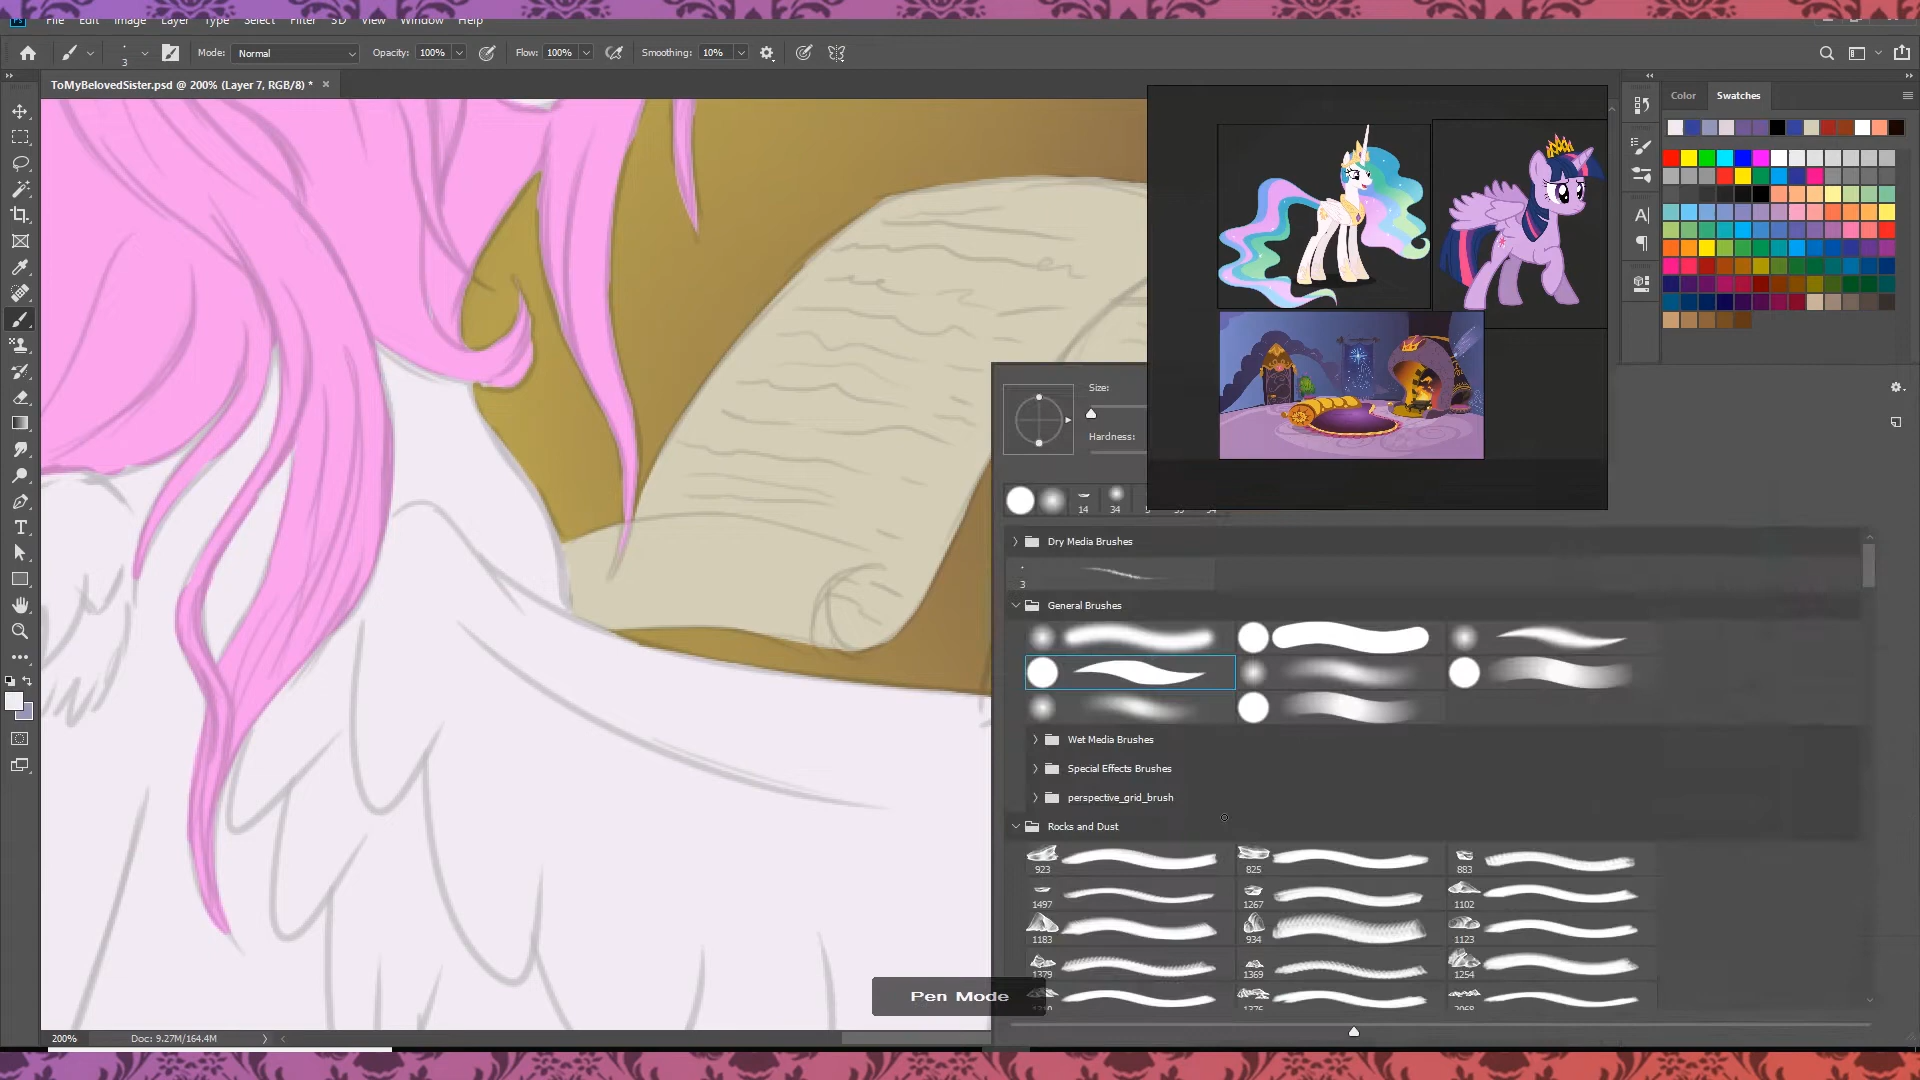 File Edit Image Layer Type Select Filter 3D View Window Help
3 Mode: Normal Opacity: 100% Flow: 100% Smoothing: 10%
ToMyBelovedSister.psd @ 200% (Layer 7, RGB/8) * ×
Color Swatches
Size:
Hardness:
14 34
Dry Media Brushes
3
General Brushes
Wet Media Brushes
Special Effects Brushes
perspective_grid_brush
Rocks and Dust
923 825 883
1497 1267 1102
1183 934 1123
1379 1369 1254
Pen Mode
200% Doc: 9.27M/164.4M